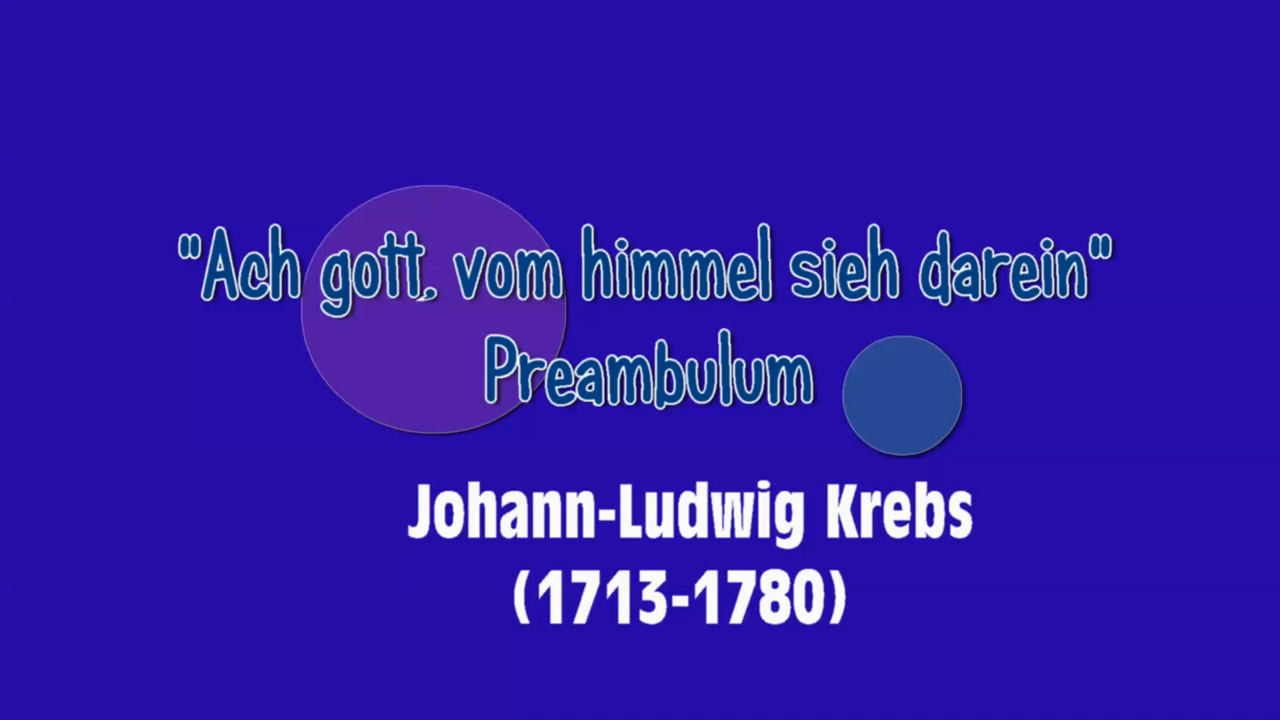 "Ach gott, vom himmel sieh darein"
Preambulum
Johann-Ludwig Krebs
(1713-1780)